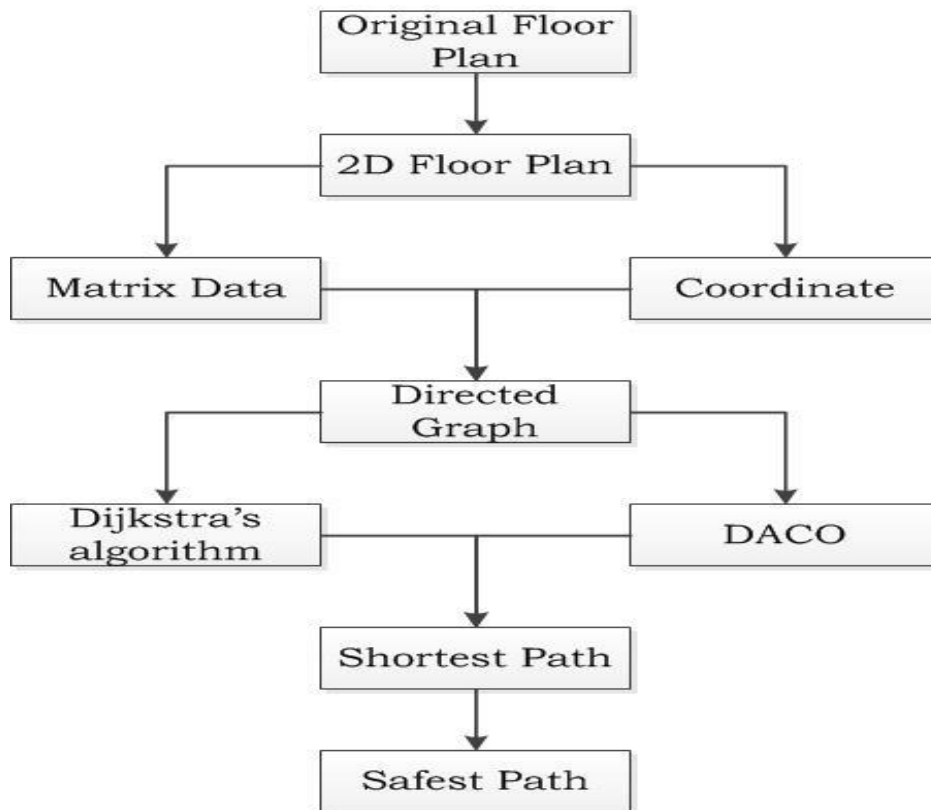 Original Floor
Plan
2D Floor Plan
Matrix Data
Coordinate
Directed
Graph
Dijkstra's
algorithm
DACO
Shortest Path
Safest Path